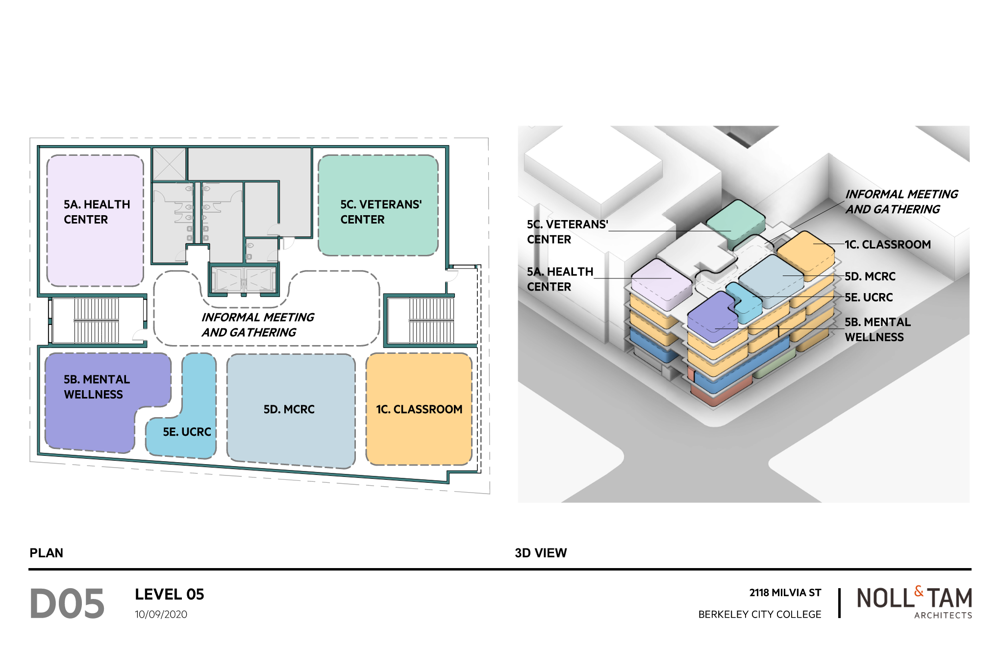 5A. HEALTH
CENTER
5C. VETERANS'
CENTER
INFORMAL MEETING
AND GATHERING
5B. MENTAL
WELLNESS
5E. UCRC
5D. MCRC
1C. CLASSROOM
INFORMAL MEETING
AND GATHERING
5C. VETERANS'
CENTER
1C. CLASSROOM
5A. HEALTH
CENTER
5D. MCRC
5E. UCRC
5B. MENTAL
WELLNESS
PLAN
3D VIEW
D05
LEVEL 05
10/09/2020
2118 MILVIA ST
BERKELEY CITY COLLEGE
NOLL & TAM
ARCHITECTS